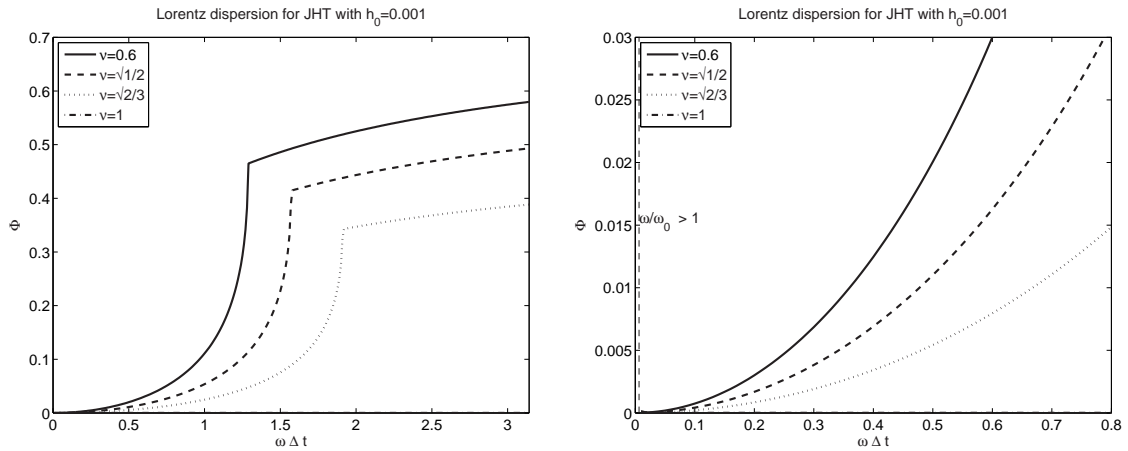 Lorentz dispersion for JHT with h₀=0.001
0.7
0.6
0.5
0.4
0.3
0.2
0.1
0
Φ
ν=0.6
ν=√1/2
ν=√2/3
ν=1
0 0.5 1 1.5 2 2.5 3
ω Δ t
Lorentz dispersion for JHT with h₀=0.001
0.03
0.025
0.02
0.015
0.01
0.005
0
Φ
ν=0.6
ν=√1/2
ν=√2/3
ν=1
ω/ω₀ > 1
0 0.1 0.2 0.3 0.4 0.5 0.6 0.7 0.8
ω Δ t